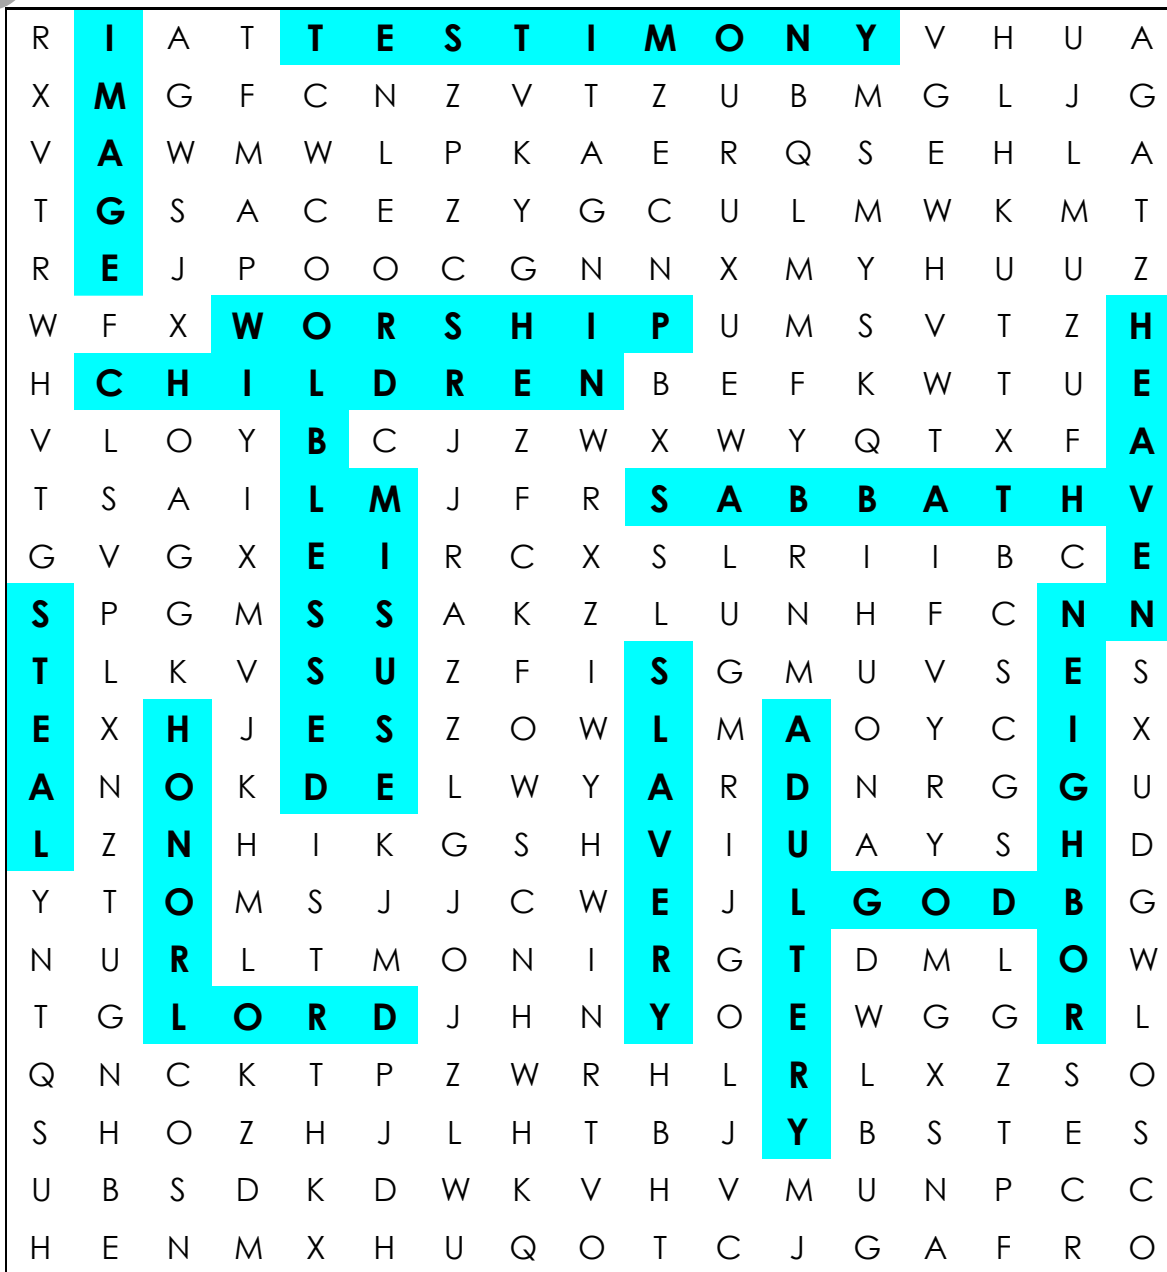 R I A T T E S T I M O N Y V H U A
X M G F C N Z V T Z U B M G L J G
V A W M W L P K A E R Q S E H L A
T G S A C E Z Y G C U L M W K M T
R E J P O O C G N N X M Y H U U Z
W F X W O R S H I P U M S V T Z H
H C H I L D R E N B E F K W T U E
V L O Y B C J Z W X W Y Q T X F A
T S A I L M J F R S A B B A T H V
G V G X E I R C X S L R I I B C E
S P G M S S A K Z L U N H F C N N
T L K V S U Z F I S G M U V S E S
E X H J E S Z O W L M A O Y C I X
A N O K D E L W Y A R D N R G G U
L Z N H I K G S H V I U A Y S H D
Y T O M S J J C W E J L G O D B G
N U R L T M O N I R G T D M L O W
T G L O R D J H N Y O E W G G R L
Q N C K T P Z W R H L R L X Z S O
S H O Z H J L H T B J Y B S T E S
U B S D K D W K V H V M U N P C C
H E N M X H U Q O T C J G A F R O